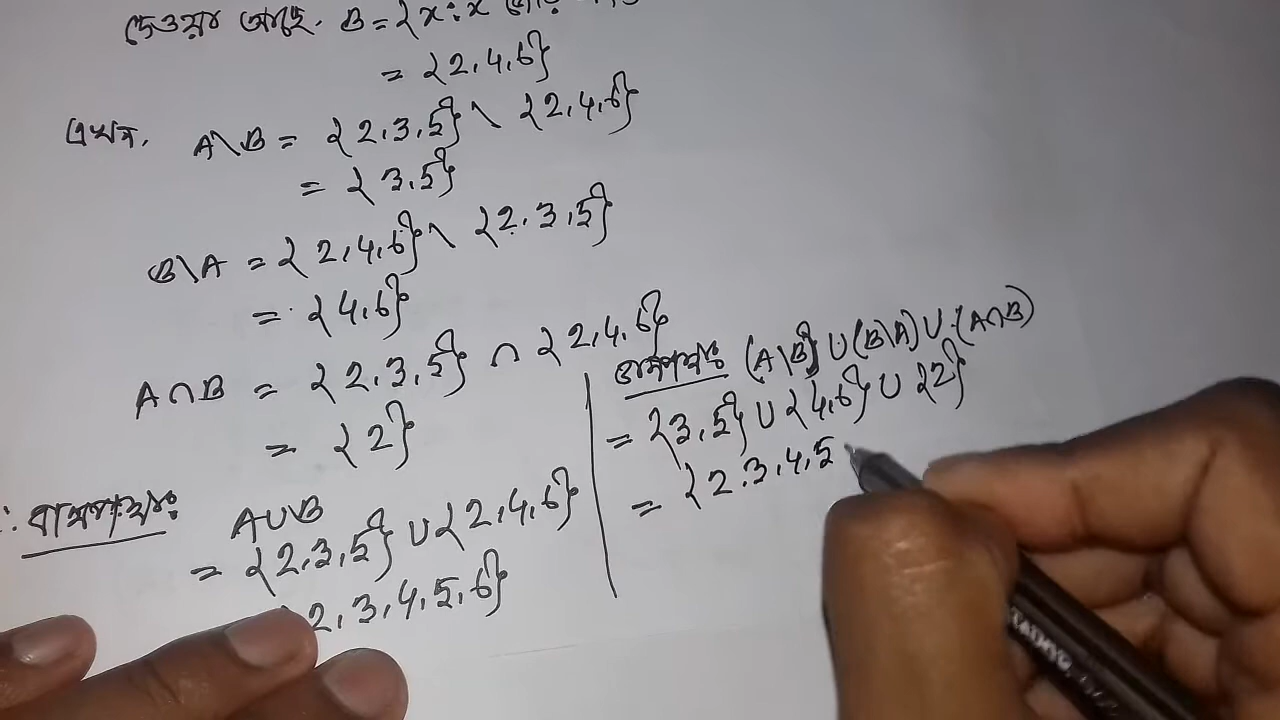 দেওয়া আছে, B = {x : x
= {2,4,6}
এখন, A\B = {2,3,5} \ {2,4,6}
= {3,5}
B\A = {2,4,6} \ {2,3,5}
= {4,6}
A∩B = {2,3,5} ∩ {2,4,6}
= {2}
∴ বামপক্ষঃ A∪B
= {2,3,5} ∪ {2,4,6}
2,3,4,5,6}
ডানপক্ষঃ (A\B) ∪ (B\A) ∪ (A∩B)
= {3,5} ∪ {4,6} ∪ {2}
= {2,3,4,5